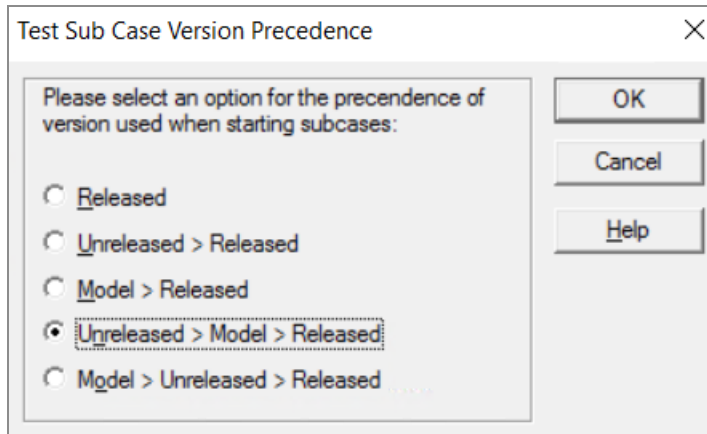 Test Sub Case Version Precedence
Please select an option for the precendence of
version used when starting subcases:
Released
Unreleased > Released
Model > Released
Unreleased > Model > Released
Model > Unreleased > Released
OK
Cancel
Help